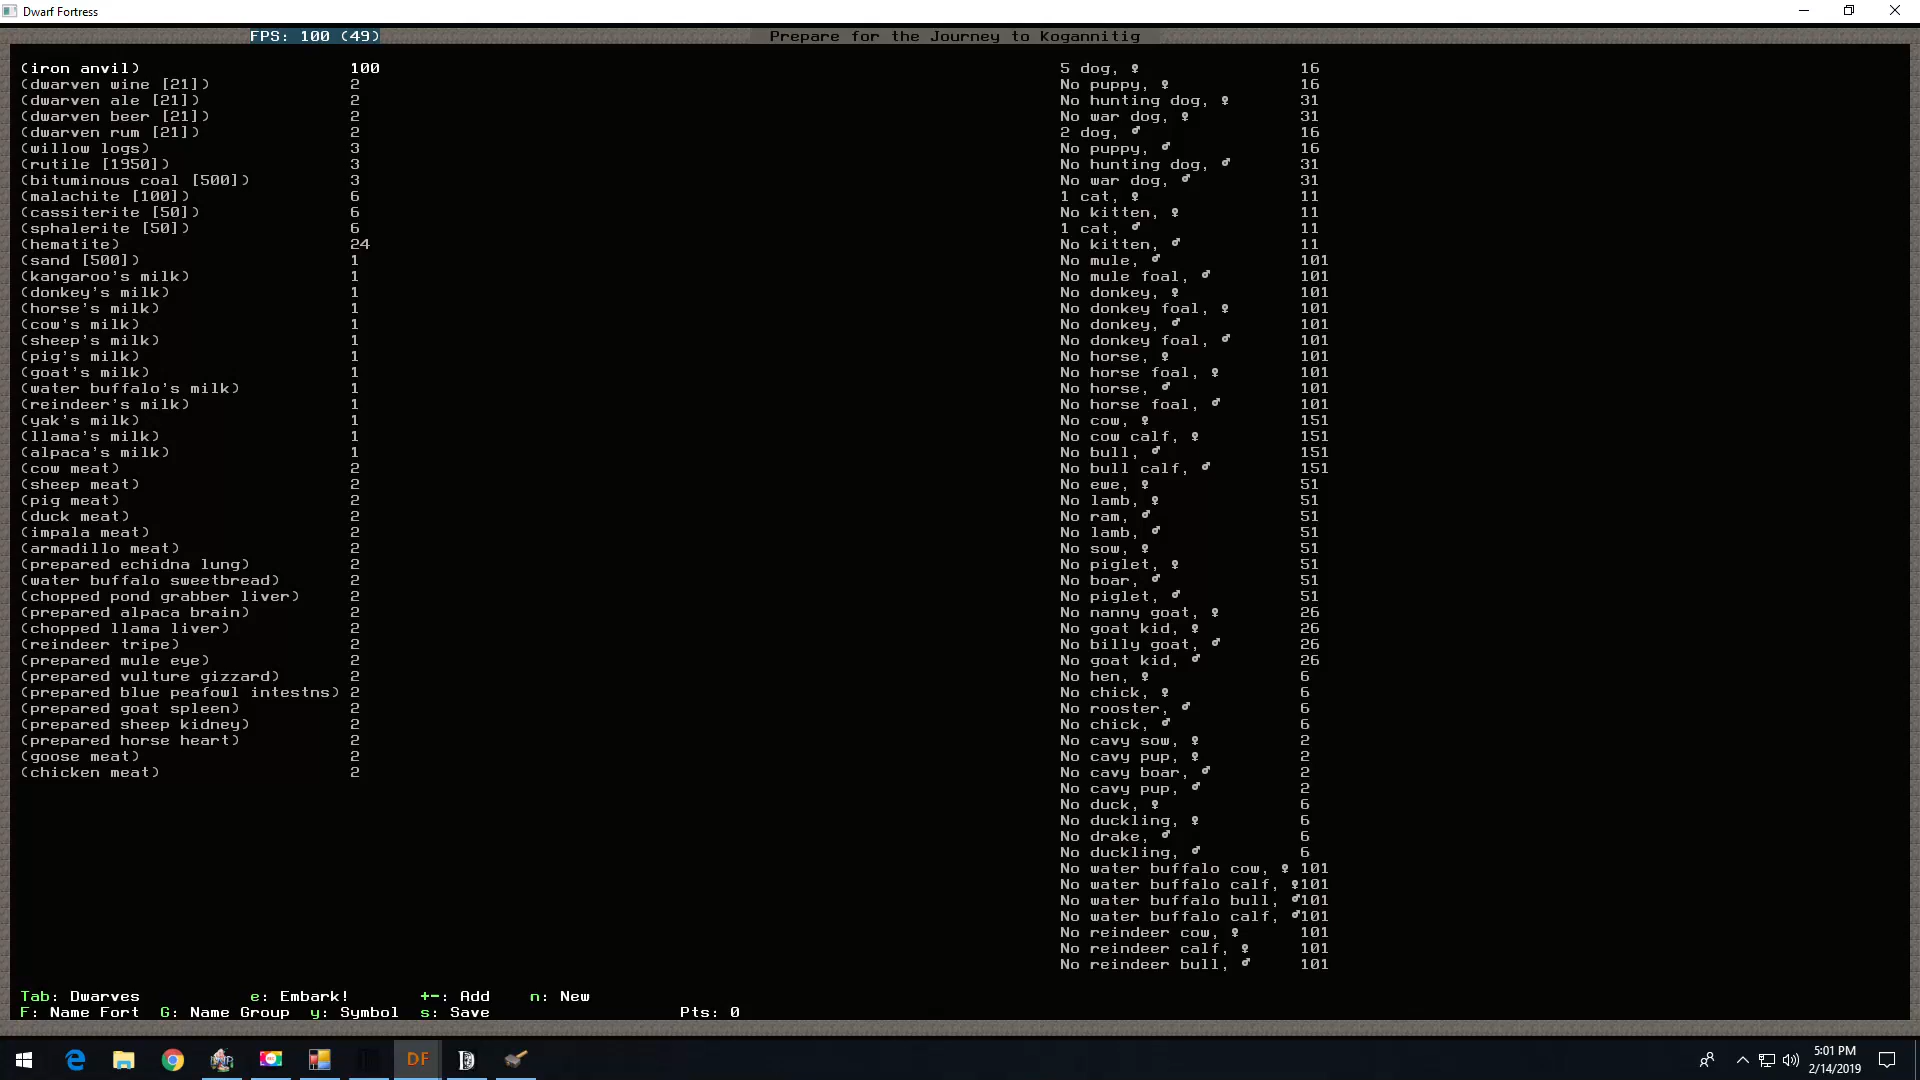 Dwarf Fortress
FPS: 100 (49)
Prepare for the Journey to Kogannitig
(iron anvil) 100
(dwarven wine [21]) 2
(dwarven ale [21]) 2
(dwarven beer [21]) 2
(dwarven rum [21]) 2
(willow logs) 3
(rutile [1950]) 3
(bituminous coal [500]) 3
(malachite [100]) 6
(cassiterite [50]) 6
(sphalerite [50]) 6
(hematite) 24
(sand [500]) 1
(kangaroo's milk) 1
(donkey's milk) 1
(horse's milk) 1
(cow's milk) 1
(sheep's milk) 1
(pig's milk) 1
(goat's milk) 1
(water buffalo's milk) 1
(reindeer's milk) 1
(yak's milk) 1
(llama's milk) 1
(alpaca's milk) 1
(cow meat) 2
(sheep meat) 2
(pig meat) 2
(duck meat) 2
(impala meat) 2
(armadillo meat) 2
(prepared echidna lung) 2
(water buffalo sweetbread) 2
(chopped pond grabber liver) 2
(prepared alpaca brain) 2
(chopped llama liver) 2
(reindeer tripe) 2
(prepared mule eye) 2
(prepared vulture gizzard) 2
(prepared blue peafowl intestns) 2
(prepared goat spleen) 2
(prepared sheep kidney) 2
(prepared horse heart) 2
(goose meat) 2
(chicken meat) 2
5 dog, ♀ 16
No puppy, ♀ 16
No hunting dog, ♀ 31
No war dog, ♀ 31
2 dog, ♂ 16
No puppy, ♂ 16
No hunting dog, ♂ 31
No war dog, ♂ 31
1 cat, ♀ 11
No kitten, ♀ 11
1 cat, ♂ 11
No kitten, ♂ 11
No mule, ♂ 101
No mule foal, ♂ 101
No donkey, ♀ 101
No donkey foal, ♀ 101
No donkey, ♂ 101
No donkey foal, ♂ 101
No horse, ♀ 101
No horse foal, ♀ 101
No horse, ♂ 101
No horse foal, ♂ 101
No cow, ♀ 151
No cow calf, ♀ 151
No bull, ♂ 151
No bull calf, ♂ 151
No ewe, ♀ 51
No lamb, ♀ 51
No ram, ♂ 51
No lamb, ♂ 51
No sow, ♀ 51
No piglet, ♀ 51
No boar, ♂ 51
No piglet, ♂ 51
No nanny goat, ♀ 26
No goat kid, ♀ 26
No billy goat, ♂ 26
No goat kid, ♂ 26
No hen, ♀ 6
No chick, ♀ 6
No rooster, ♂ 6
No chick, ♂ 6
No cavy sow, ♀ 2
No cavy pup, ♀ 2
No cavy boar, ♂ 2
No cavy pup, ♂ 2
No duck, ♀ 6
No duckling, ♀ 6
No drake, ♂ 6
No duckling, ♂ 6
No water buffalo cow, ♀ 101
No water buffalo calf, ♀101
No water buffalo bull, ♂101
No water buffalo calf, ♂101
No reindeer cow, ♀ 101
No reindeer calf, ♀ 101
No reindeer bull, ♂ 101
Tab: Dwarves e: Embark! +-: Add n: New
F: Name Fort G: Name Group y: Symbol s: Save Pts: 0
DF
5:01 PM
2/14/2019